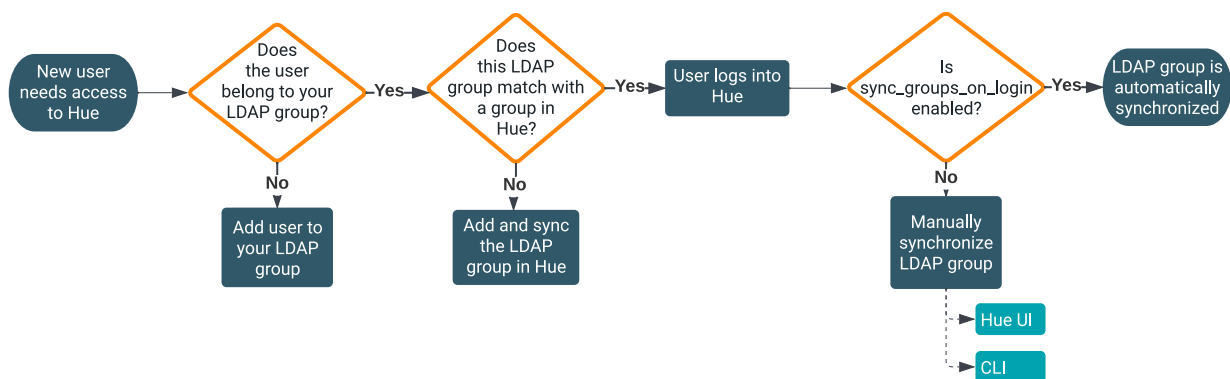 New user
needs access
to Hue
Does
the user
belong to your
LDAP group?
Yes
No
Add user to
your LDAP
group
Does
this LDAP
group match with
a group in
Hue?
Yes
No
Add and sync
the LDAP
group in Hue
User logs into
Hue
Is
sync_groups_on_login
enabled?
Yes
LDAP group is
automatically
synchronized
No
Manually
synchronize
LDAP group
Hue UI
CLI